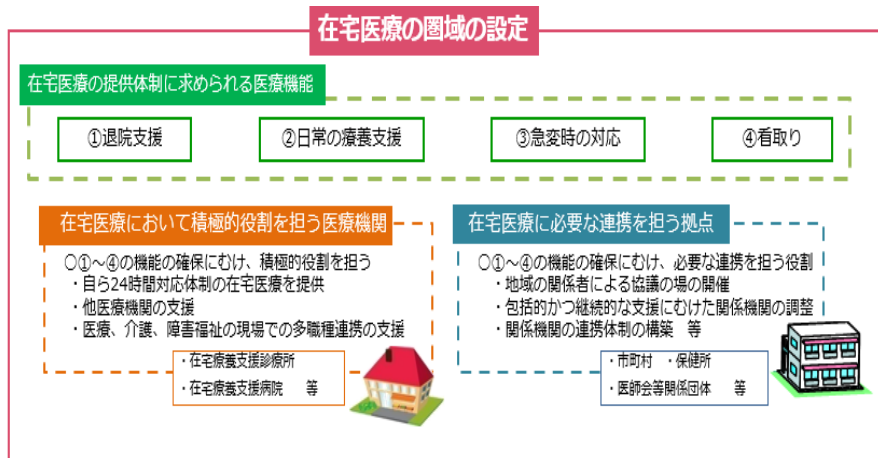 在宅医療の圏域の設定
在宅医療の提供体制に求められる医療機能
①退院支援
②日常の療養支援
③急変時の対応
④看取り
在宅医療において積極的役割を担う医療機関
○①～④の機能の確保にむけ、積極的役割を担う
・自ら24時間対応体制の在宅医療を提供
・他医療機関の支援
・医療、介護、障害福祉の現場での多職種連携の支援
・在宅療養支援診療所
・在宅療養支援病院 等
在宅医療に必要な連携を担う拠点
○①～④の機能の確保にむけ、必要な連携を担う役割
・地域の関係者による協議の場の開催
・包括的かつ継続的な支援にむけた関係機関の調整
・関係機関の連携体制の構築 等
・市町村 ・保健所
・医師会等関係団体 等